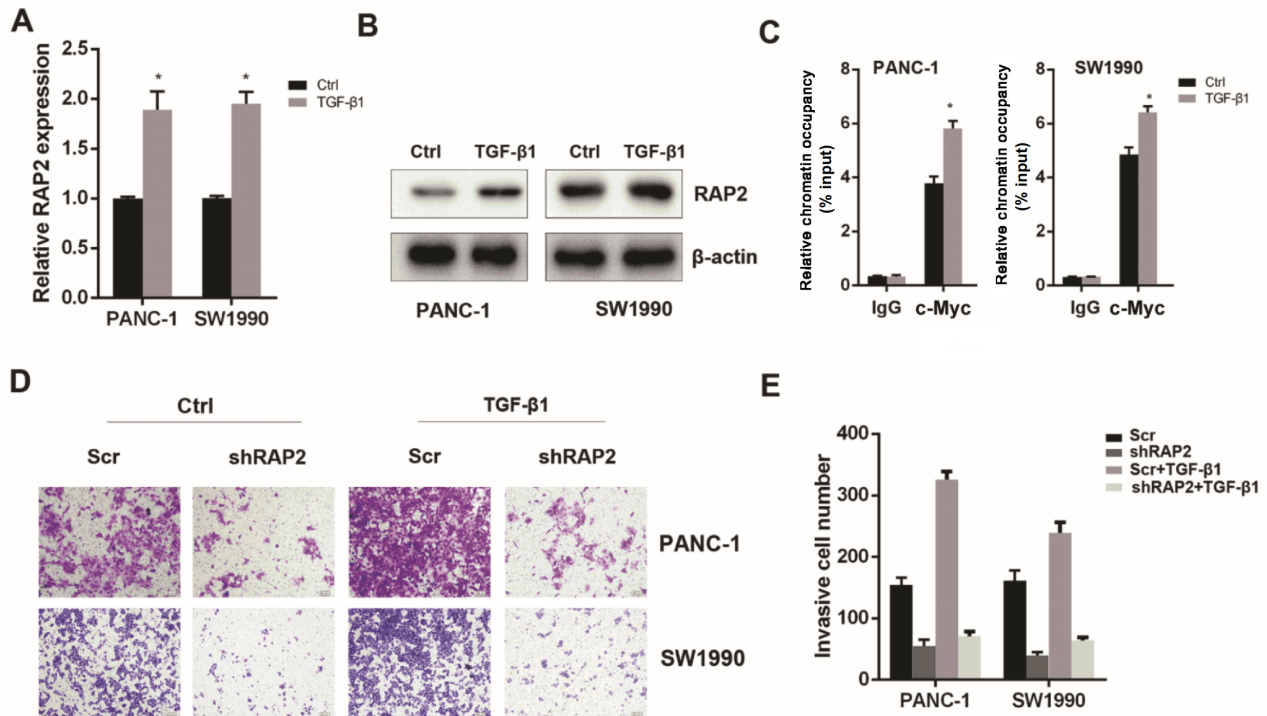 A
Relative RAP2 expression
2.5
2.0
1.5
1.0
0.5
0.0
*
*
PANC-1 SW1990
Ctrl
TGF-β1
B
Ctrl TGF-β1 Ctrl TGF-β1
RAP2
β-actin
PANC-1 SW1990
C
Relative chromatin occupancy
(% input)
8
6
4
2
0
PANC-1
*
IgG c-Myc
Relative chromatin occupancy
(% input)
8
6
4
2
0
SW1990
*
IgG c-Myc
Ctrl
TGF-β1
D
Ctrl TGF-β1
Scr shRAP2 Scr shRAP2
PANC-1
SW1990
E
Invasive cell number
400
300
200
100
0
PANC-1 SW1990
Scr
shRAP2
Scr+TGF-β1
shRAP2+TGF-β1